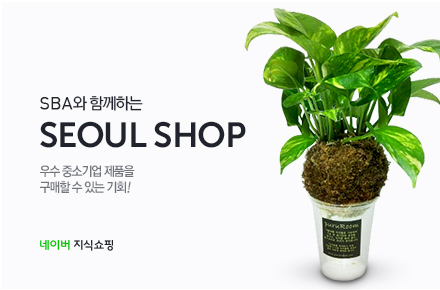 SBA와 함께하는
SEOUL SHOP
우수 중소기업 제품을
구매할 수 있는 기회!
네이버 지식쇼핑
puruRoom